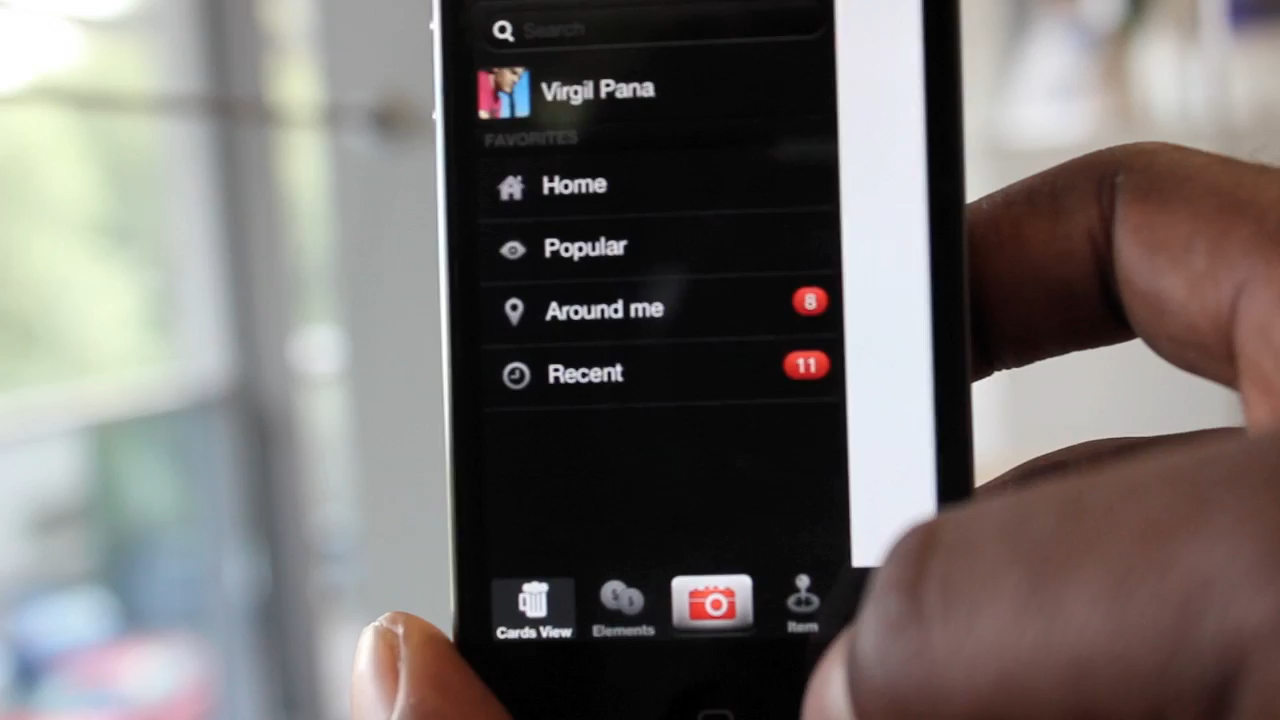 Search
Virgil Pana
FAVORITES
Home
Popular
Around me 8
Recent 11
Cards View Elements Item